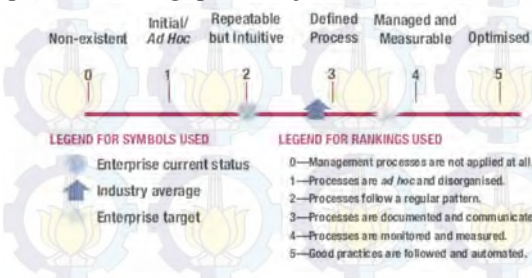 Non-existent Initial/ Ad Hoc Repeatable but Intuitive Defined Process Managed and Measurable Optimised
0 1 2 3 4 5
LEGEND FOR SYMBOLS USED
Enterprise current status
Industry average
Enterprise target
LEGEND FOR RANKINGS USED
0—Management processes are not applied at all.
1—Processes are ad hoc and disorganised.
2—Processes follow a regular pattern.
3—Processes are documented and communicate
4—Processes are monitored and measured.
5—Good practices are followed and automated.